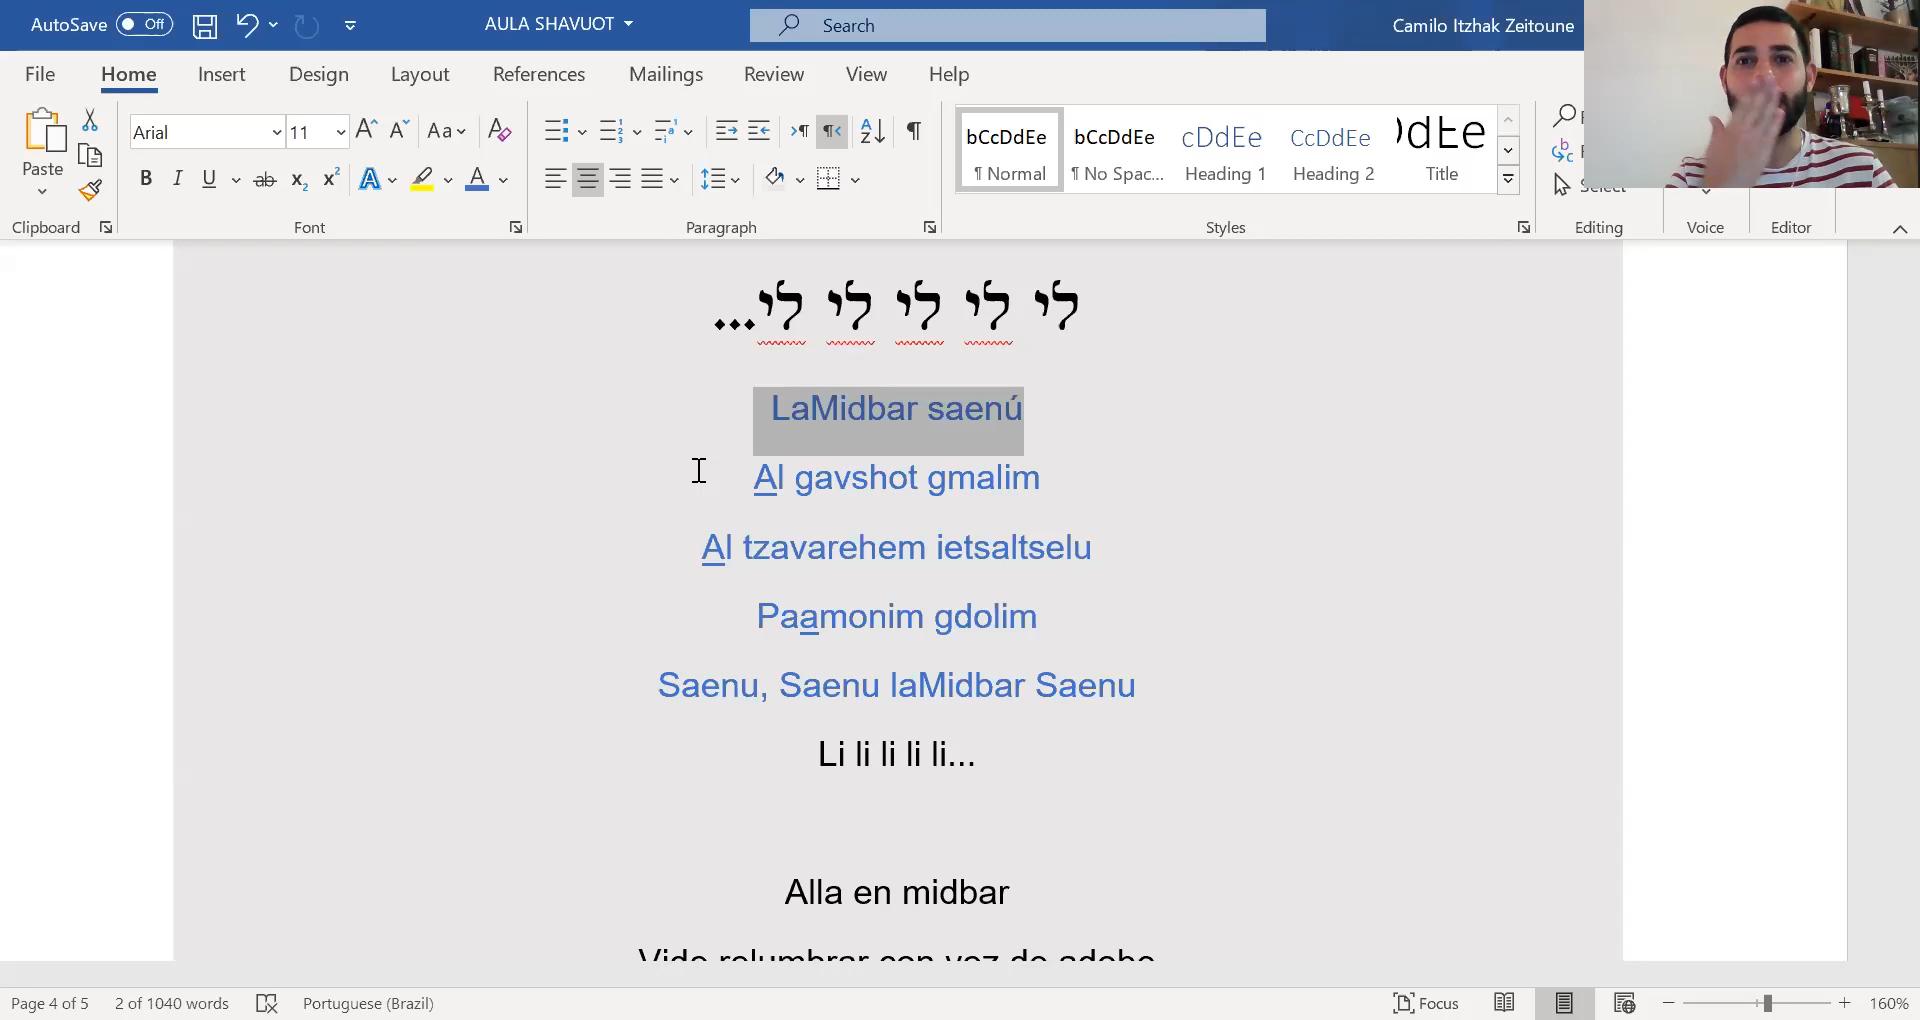 AutoSave Off AULA SHAVUOT Search Camilo Itzhak Zeitoune
File Home Insert Design Layout References Mailings Review View Help
Paste Arial 11 Aa
bCcDdEe bCcDdEe cDdEe CcDdEe
¶ Normal ¶ No Spac... Heading 1 Heading 2 Title
Select
Clipboard Font Paragraph Styles Editing Voice Editor
לי לי לי לי לי...
LaMidbar saenú
Al gavshot gmalim
Al tzavarehem ietsaltselu
Paamonim gdolim
Saenu, Saenu laMidbar Saenu
Li li li li li...
Alla en midbar
Vide relumbrar con voz de adobe
Page 4 of 5 2 of 1040 words Portuguese (Brazil) Focus 160%